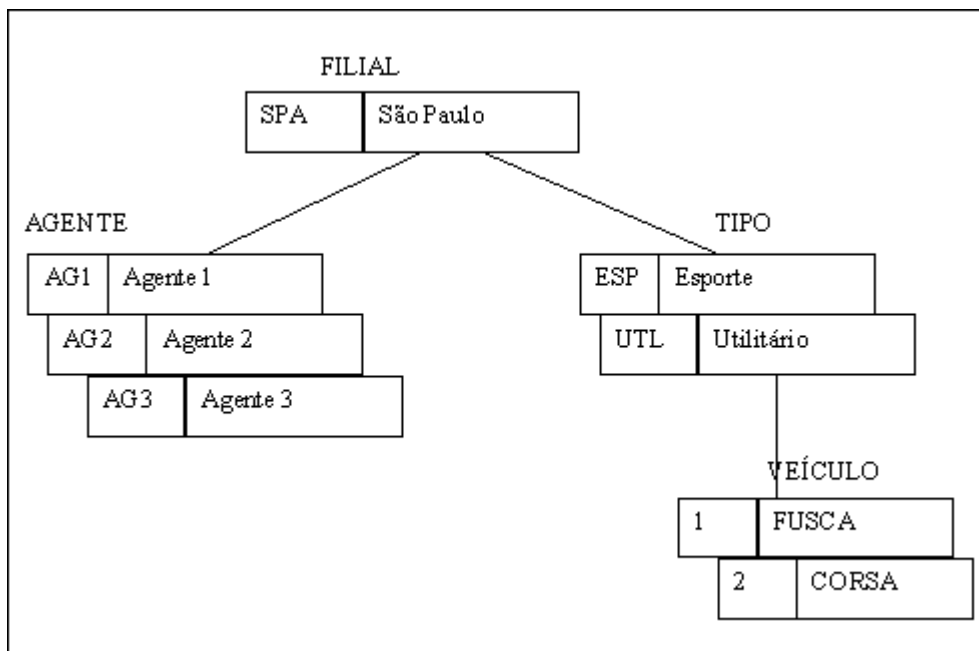 FILIAL
SPA São Paulo
AGENTE TIPO
AG1 Agente 1 ESP Esporte
AG2 Agente 2 UTL Utilitário
AG3 Agente 3
VEÍCULO
1 FUSCA
2 CORSA